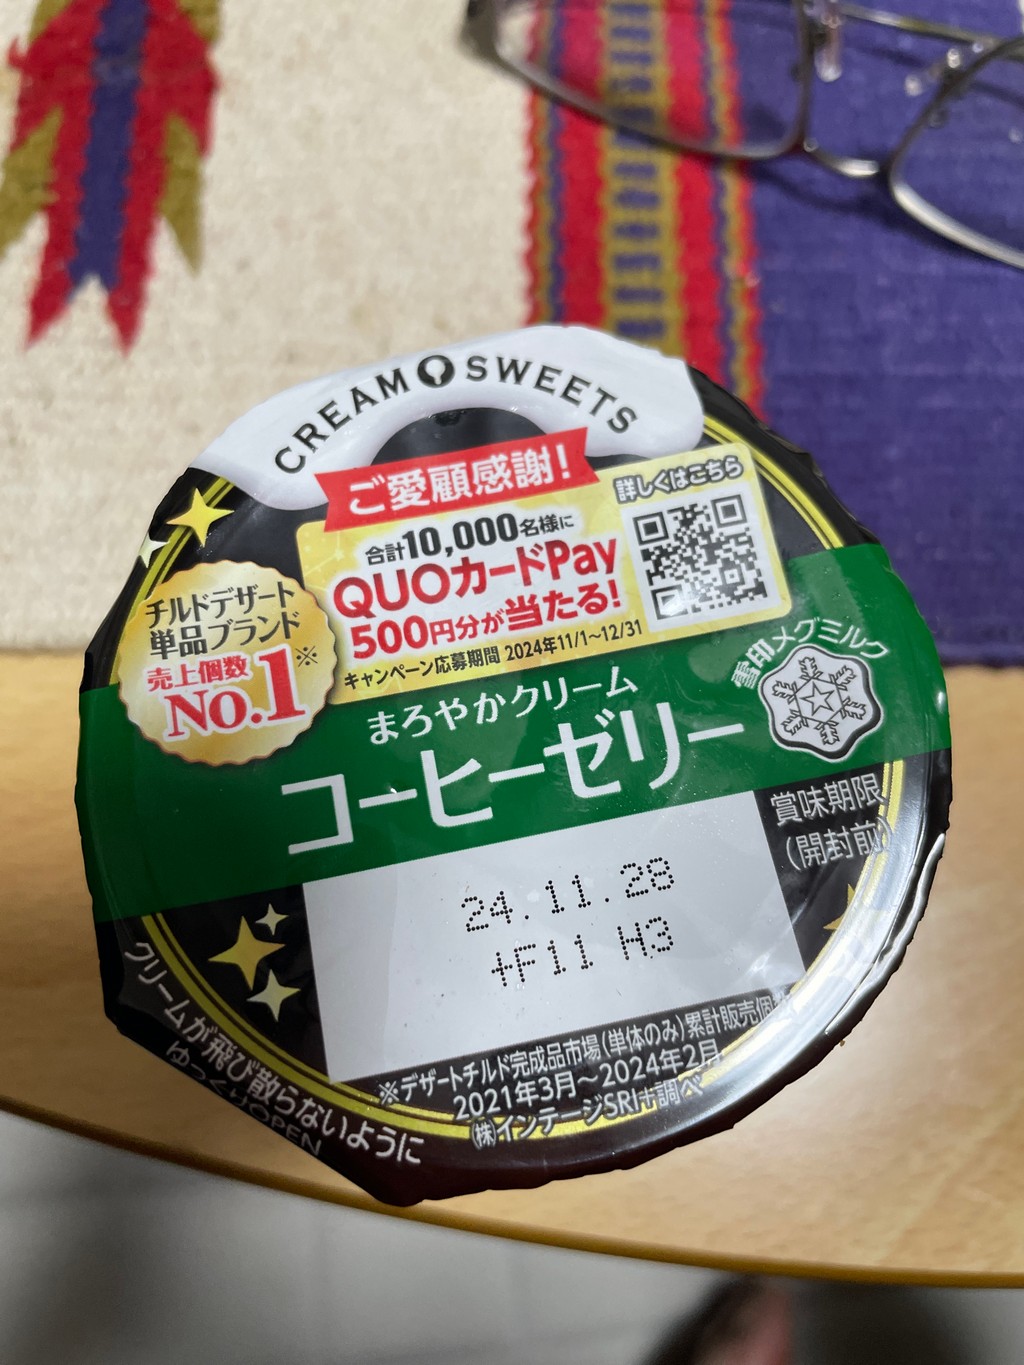 CREAM SWEETS
ご愛顧感謝!
合計10,000名様に
QUOカードPay
500円分が当たる!
キャンペーン応募期間 2024年11/1~12/31
詳しくはこちら
チルドデザート
単品ブランド
売上個数
No.1※
雪印メグミルク
まろやかクリーム
コーヒーゼリー
賞味期限
(開封前)
24.11.28
+F11 H3
※デザートチルド完成品市場(単体のみ)累計販売個数
2021年3月~2024年2月
(株)インテージSRI+調べ
クリームが飛び散らないように
ゆっくりOPEN